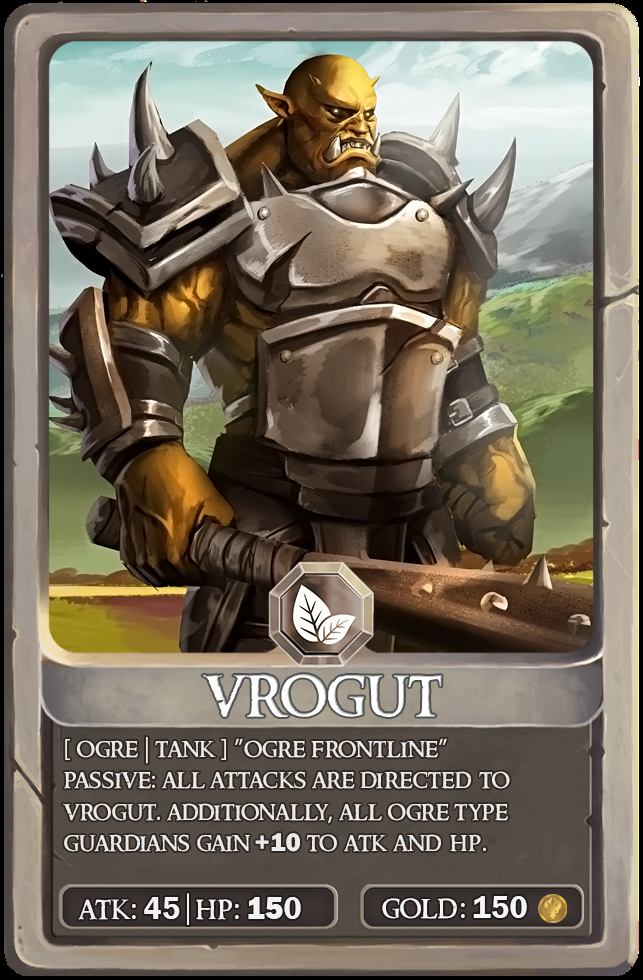 VROGUT
[ OGRE | TANK ] "OGRE FRONTLINE"
PASSIVE: ALL ATTACKS ARE DIRECTED TO
VROGUT. ADDITIONALLY, ALL OGRE TYPE
GUARDIANS GAIN +10 TO ATK AND HP.
ATK: 45 | HP: 150
GOLD: 150